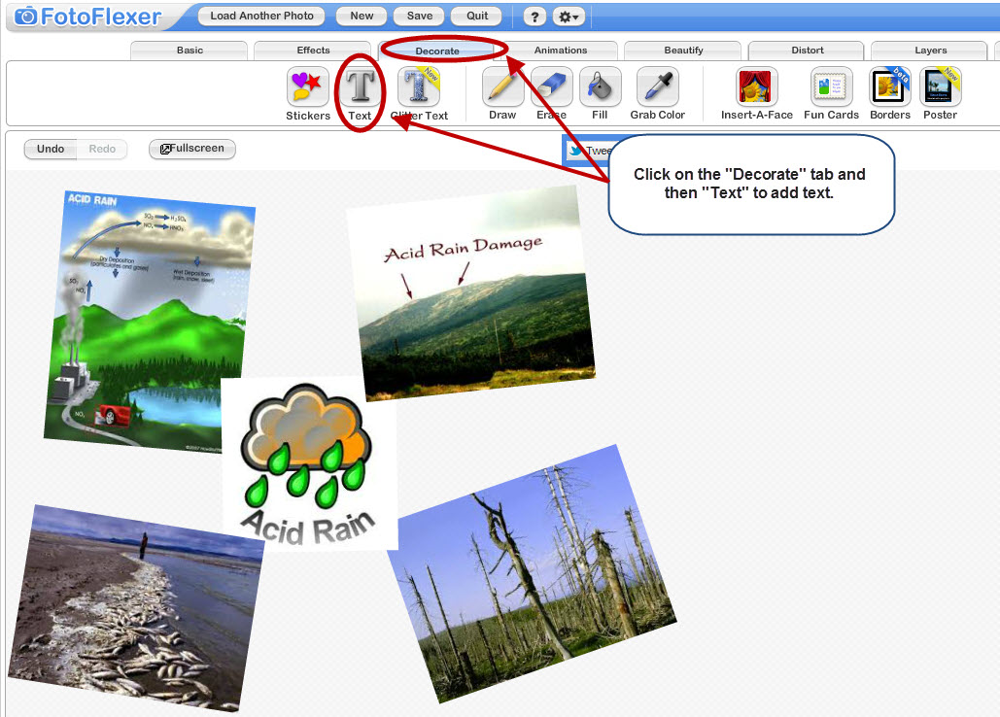 FotoFlexer
Load Another Photo
New
Save
Quit
?
Basic
Effects
Decorate
Animations
Beautify
Distort
Layers
Stickers
Text
New
Glitter Text
Draw
Erase
Fill
Grab Color
Insert-A-Face
Fun Cards
beta
Borders
New
Poster
Undo
Redo
Fullscreen
Twee
Click on the "Decorate" tab and
then "Text" to add text.
ACID RAIN
SO₂ H₂SO₄
NOₓ HNO₃
Dry Deposition
(particulates and gases)
Wet Deposition
(rain, snow, sleet)
SO₂
NOₓ
NOₓ
Acid Rain Damage
Acid Rain